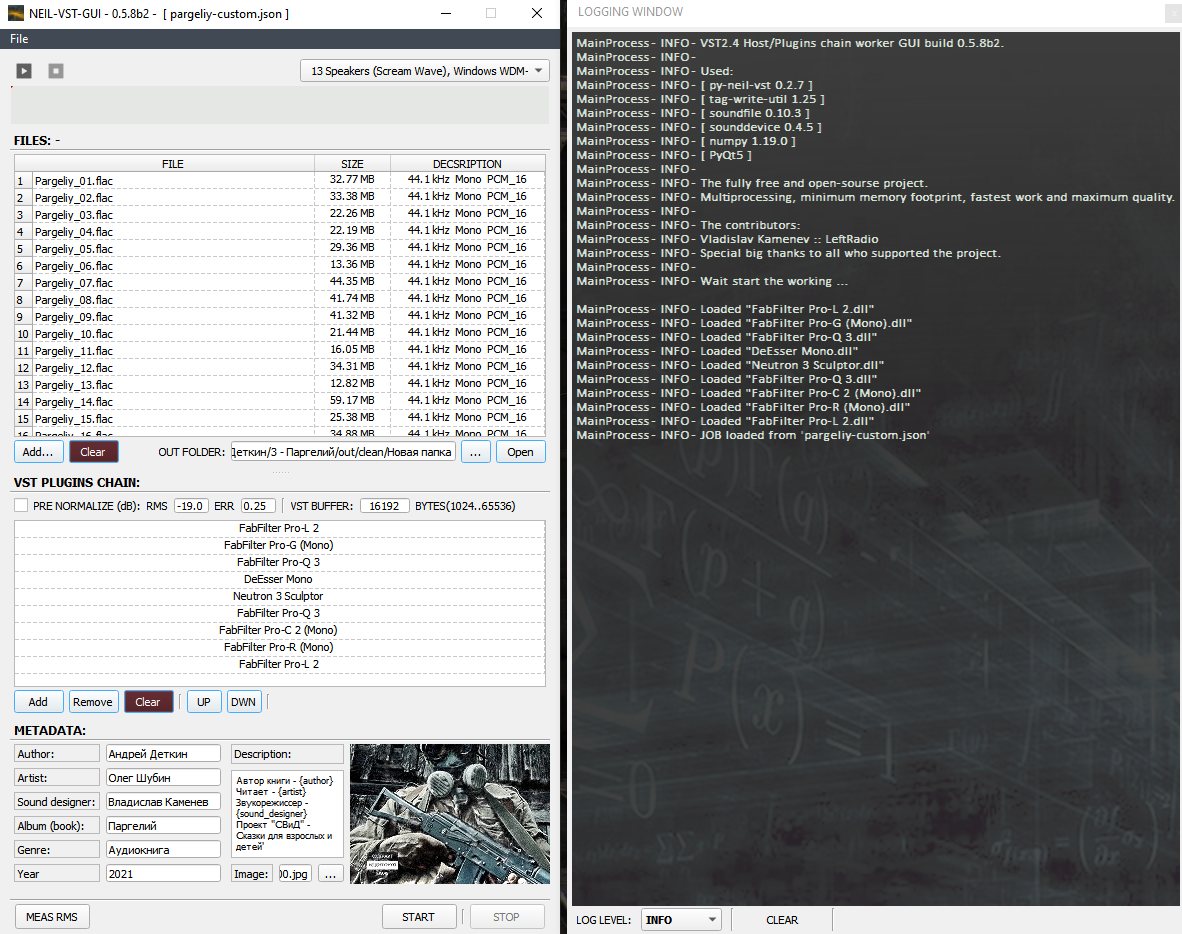 NEIL-VST-GUI - 0.5.8b2 - [ pargeliy-custom.json ]
File
13 Speakers (Scream Wave), Windows WDM-
FILES: -
FILE SIZE DECSRIPTION
1 Pargeliy_01.flac 32.77 MB 44.1 kHz Mono PCM_16
2 Pargeliy_02.flac 33.38 MB 44.1 kHz Mono PCM_16
3 Pargeliy_03.flac 22.26 MB 44.1 kHz Mono PCM_16
4 Pargeliy_04.flac 22.19 MB 44.1 kHz Mono PCM_16
5 Pargeliy_05.flac 29.36 MB 44.1 kHz Mono PCM_16
6 Pargeliy_06.flac 13.36 MB 44.1 kHz Mono PCM_16
7 Pargeliy_07.flac 44.35 MB 44.1 kHz Mono PCM_16
8 Pargeliy_08.flac 41.74 MB 44.1 kHz Mono PCM_16
9 Pargeliy_09.flac 41.32 MB 44.1 kHz Mono PCM_16
10 Pargeliy_10.flac 21.44 MB 44.1 kHz Mono PCM_16
11 Pargeliy_11.flac 16.05 MB 44.1 kHz Mono PCM_16
12 Pargeliy_12.flac 34.31 MB 44.1 kHz Mono PCM_16
13 Pargeliy_13.flac 12.82 MB 44.1 kHz Mono PCM_16
14 Pargeliy_14.flac 59.17 MB 44.1 kHz Mono PCM_16
15 Pargeliy_15.flac 25.38 MB 44.1 kHz Mono PCM_16
16 Pargeliy_16.flac 34.88 MB 44.1 kHz Mono PCM_16
Add... Clear OUT FOLDER: Деткин/3 - Паргелий/out/clean/Новая папка ... Open
VST PLUGINS CHAIN:
PRE NORMALIZE (dB): RMS -19.0 ERR 0.25 VST BUFFER: 16192 BYTES(1024..65536)
FabFilter Pro-L 2
FabFilter Pro-G (Mono)
FabFilter Pro-Q 3
DeEsser Mono
Neutron 3 Sculptor
FabFilter Pro-Q 3
FabFilter Pro-C 2 (Mono)
FabFilter Pro-R (Mono)
FabFilter Pro-L 2
Add Remove Clear UP DWN
METADATA:
Author: Андрей Деткин
Artist: Олег Шубин
Sound designer: Владислав Каменев
Album (book): Паргелий
Genre: Аудиокнига
Year 2021
Description:
Автор книги - {author}
Читает - {artist}
Звукорежиссер -
{sound_designer}
Проект "СВиД" -
Сказки для взрослых и
детей'
Image: 00.jpg ...
MEAS RMS START STOP
LOGGING WINDOW
MainProcess - INFO - VST2.4 Host/Plugins chain worker GUI build 0.5.8b2.
MainProcess - INFO -
MainProcess - INFO - Used:
MainProcess - INFO - [ py-neil-vst 0.2.7 ]
MainProcess - INFO - [ tag-write-util 1.25 ]
MainProcess - INFO - [ soundfile 0.10.3 ]
MainProcess - INFO - [ sounddevice 0.4.5 ]
MainProcess - INFO - [ numpy 1.19.0 ]
MainProcess - INFO - [ PyQt5 ]
MainProcess - INFO -
MainProcess - INFO - The fully free and open-sourse project.
MainProcess - INFO - Multiprocessing, minimum memory footprint, fastest work and maximum quality.
MainProcess - INFO -
MainProcess - INFO - The contributors:
MainProcess - INFO - Vladislav Kamenev :: LeftRadio
MainProcess - INFO - Special big thanks to all who supported the project.
MainProcess - INFO -
MainProcess - INFO - Wait start the working ...
MainProcess - INFO - Loaded "FabFilter Pro-L 2.dll"
MainProcess - INFO - Loaded "FabFilter Pro-G (Mono).dll"
MainProcess - INFO - Loaded "FabFilter Pro-Q 3.dll"
MainProcess - INFO - Loaded "DeEsser Mono.dll"
MainProcess - INFO - Loaded "Neutron 3 Sculptor.dll"
MainProcess - INFO - Loaded "FabFilter Pro-Q 3.dll"
MainProcess - INFO - Loaded "FabFilter Pro-C 2 (Mono).dll"
MainProcess - INFO - Loaded "FabFilter Pro-R (Mono).dll"
MainProcess - INFO - Loaded "FabFilter Pro-L 2.dll"
MainProcess - INFO - JOB loaded from 'pargeliy-custom.json'
LOG LEVEL: INFO CLEAR